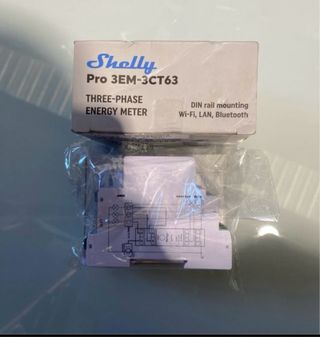 Shelly
Pro 3EM-3CT63
THREE-PHASE
ENERGY METER
DIN rail mounting
Wi-Fi, LAN, Bluetooth